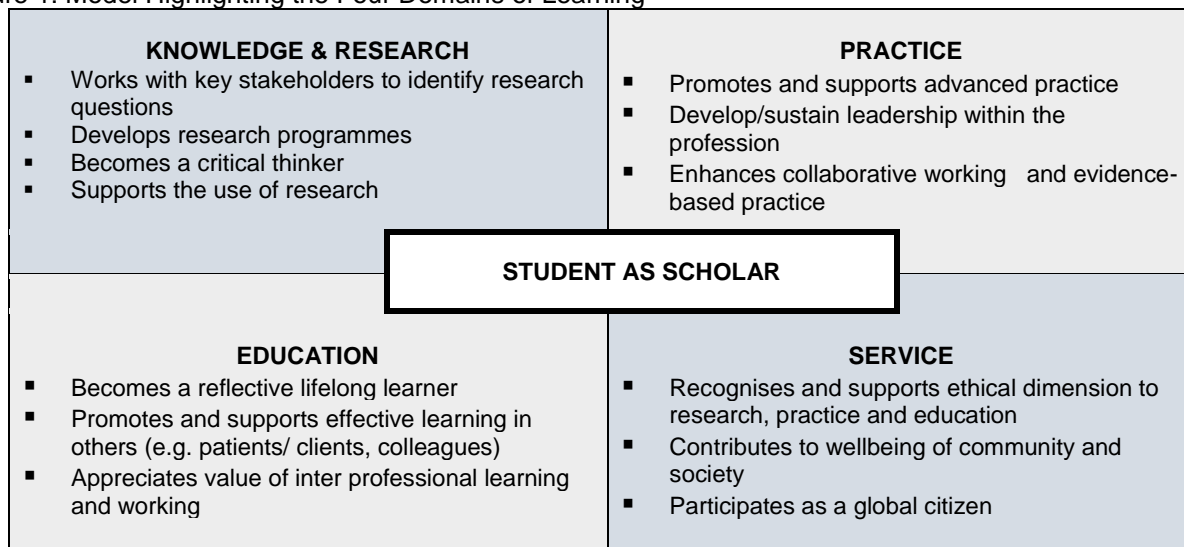 Model Highlighting the Four Domains of Learning
KNOWLEDGE & RESEARCH
▪ Works with key stakeholders to identify research
questions
▪ Develops research programmes
▪ Becomes a critical thinker
▪ Supports the use of research
PRACTICE
▪ Promotes and supports advanced practice
▪ Develop/sustain leadership within the
profession
▪ Enhances collaborative working and evidence-
based practice
STUDENT AS SCHOLAR
EDUCATION
▪ Becomes a reflective lifelong learner
▪ Promotes and supports effective learning in
others (e.g. patients/ clients, colleagues)
▪ Appreciates value of inter professional learning
and working
SERVICE
▪ Recognises and supports ethical dimension to
research, practice and education
▪ Contributes to wellbeing of community and
society
▪ Participates as a global citizen